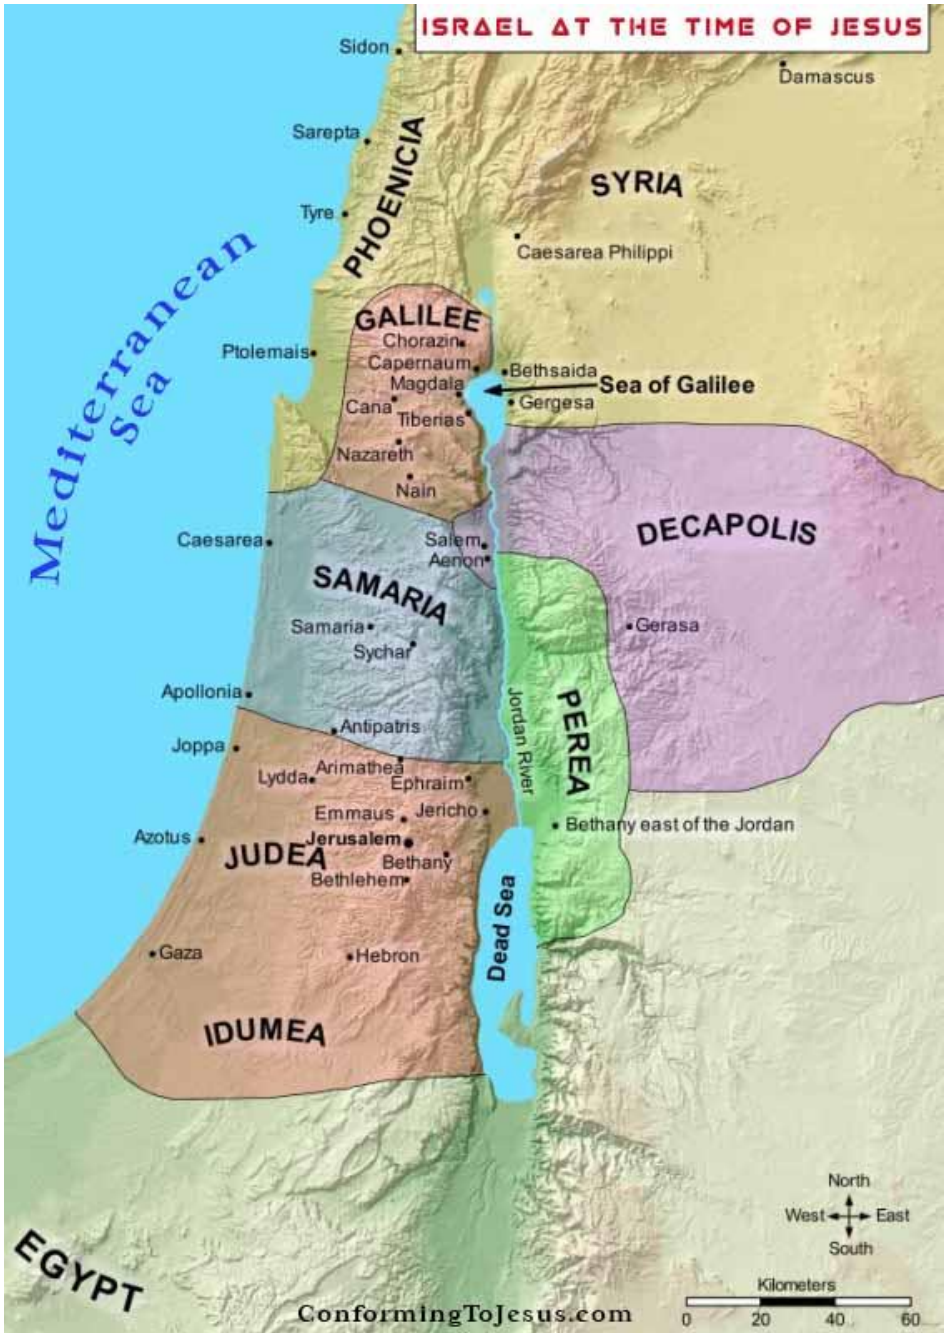 ISRAEL AT THE TIME OF JESUS
Sidon
Damascus
Sarepta
PHOENICIA
SYRIA
Tyre
Caesarea Philippi
Mediterranean
Sea
GALILEE
Chorazin
Ptolemais
Capernaum
Bethsaida
Magdala
Sea of Galilee
Cana
Gergesa
Tiberias
Nazareth
Nain
DECAPOLIS
Caesarea
Salem
Aenon
SAMARIA
Samaria
Gerasa
Sychar
Apollonia
Jordan River
PEREA
Antipatris
Joppa
Arimathea
Lydda
Ephraim
Emmaus
Jericho
Bethany east of the Jordan
Azotus
Jerusalem
JUDEA
Bethany
Bethlehem
Dead Sea
Gaza
Hebron
IDUMEA
North
West
East
South
EGYPT
Kilometers
0 20 40 60
ConformingToJesus.com